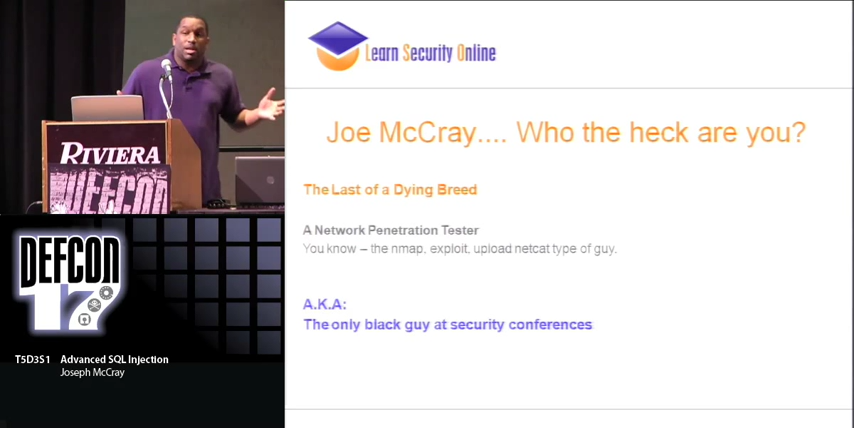 RIVIERA
DEFCON
DEFCON
17
T5D3S1 Advanced SQL Injection
Joseph McCray
Learn Security Online
Joe McCray.... Who the heck are you?
The Last of a Dying Breed
A Network Penetration Tester
You know – the nmap, exploit, upload netcat type of guy.
A.K.A:
The only black guy at security conferences